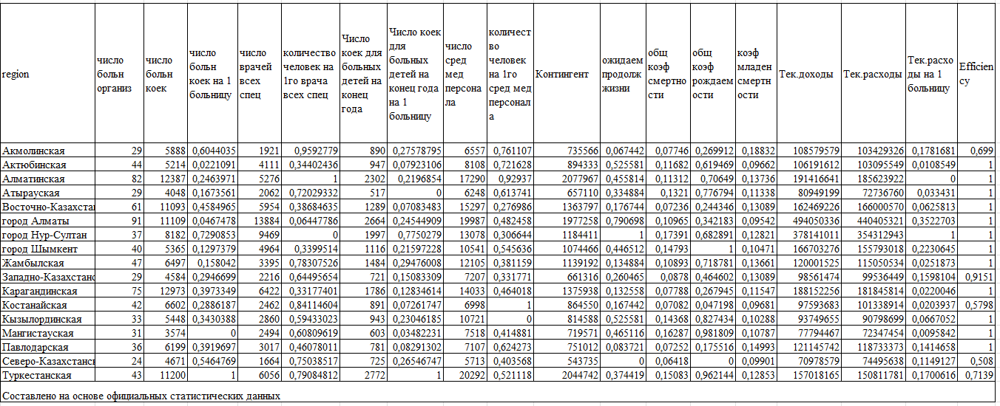 region | число больн организ | число больн коек | число больн коек на 1 больницу | число врачей всех спец | количество человек на 1го врача всех спец | Число коек для больных детей на конец года | Число коек для больных детей на конец года на 1 больницу | число сред мед персонала | количество человек на 1го сред мед персонала | Контингент | ожидаем продолж жизни | общ коэф смертности | общ коэф рождаемости | коэф младен смертности | Тек.доходы | Тек.расходы | Тек.расходы на 1 больницу | Efficiency
Акмолинская 29 5888 0,6044035 1921 0,9592779 890 0,27578795 6557 0,761107 735566 0,067442 0,07746 0,269912 0,18832 108579579 103429326 0,1781681 0,699
Актюбинская 44 5214 0,0221091 4111 0,34402436 947 0,07923106 8108 0,721628 894333 0,525581 0,11682 0,619469 0,09662 106191612 103095549 0,0108549 1
Алматинская 82 12387 0,2463971 5276 1 2302 0,2196854 17290 0,92937 2077967 0,455814 0,11312 0,70649 0,13736 191416641 185623922 0 1
Атырауская 29 4048 0,1673561 2062 0,72029332 517 0 6248 0,613741 657110 0,334884 0,1321 0,776794 0,11338 80949199 72736760 0,033431 1
Восточно-Казахста 61 11093 0,4584965 5954 0,38684635 1289 0,07083483 15297 0,276986 1363797 0,176744 0,07236 0,244346 0,13089 162469226 166000570 0,0625813 1
город Алматы 91 11109 0,0467478 13884 0,06447786 2664 0,24544909 19987 0,482458 1977258 0,790698 0,10965 0,342183 0,09542 494050336 440405321 0,3522703 1
город Нур-Султан 37 8182 0,7290853 9469 0 1997 0,7750279 13078 0,306644 1184411 1 0,17391 0,682891 0,12821 378141011 354312943 1 1
город Шымкент 40 5365 0,1297379 4964 0,3399514 1116 0,21597228 10541 0,545636 1074466 0,446512 0,14793 1 0,10471 166703276 155793018 0,2230645 1
Жамбылская 47 6497 0,158042 3395 0,78307526 1484 0,29476008 12105 0,381159 1139192 0,134884 0,10893 0,718781 0,13661 120001525 115050534 0,0251873 1
Западно-Казахстанс 29 4584 0,2946699 2216 0,64495654 721 0,15083309 7207 0,331771 661316 0,260465 0,0878 0,464602 0,13089 98561474 99536449 0,1598104 0,9151
Карагандинская 75 12973 0,3973349 6422 0,33177401 1786 0,12834614 14033 0,464018 1375938 0,132558 0,07788 0,267945 0,11547 188152256 181845814 0,0220046 1
Костанайская 42 6602 0,2886187 2462 0,84114604 891 0,07261747 6998 1 864550 0,167442 0,07082 0,047198 0,09681 97593683 101338914 0,0203937 0,5798
Кызылординская 33 5448 0,3430388 2860 0,59433023 943 0,23046185 10721 0 814588 0,525581 0,14368 0,827434 0,10288 93749655 90798699 0,0667052 1
Мангистауская 31 3574 0 2494 0,60809619 603 0,03482231 7518 0,414881 719571 0,465116 0,16287 0,981809 0,10787 77794467 72347454 0,0095842 1
Павлодарская 36 6199 0,3919697 3017 0,46078011 781 0,08291302 7107 0,624273 751012 0,083721 0,07252 0,175516 0,14993 121145742 118733373 0,1414658 1
Северо-Казахстанск 24 4671 0,5464769 1664 0,75038517 725 0,26546747 5713 0,403568 543735 0 0,06418 0 0,09901 70978579 74495638 0,1149127 0,508
Туркестанская 43 11200 1 6056 0,79084812 2772 1 20292 0,521118 2044742 0,374419 0,15083 0,962144 0,12853 157018165 150811781 0,1700616 0,7139
Составлено на основе официальных статистических данных